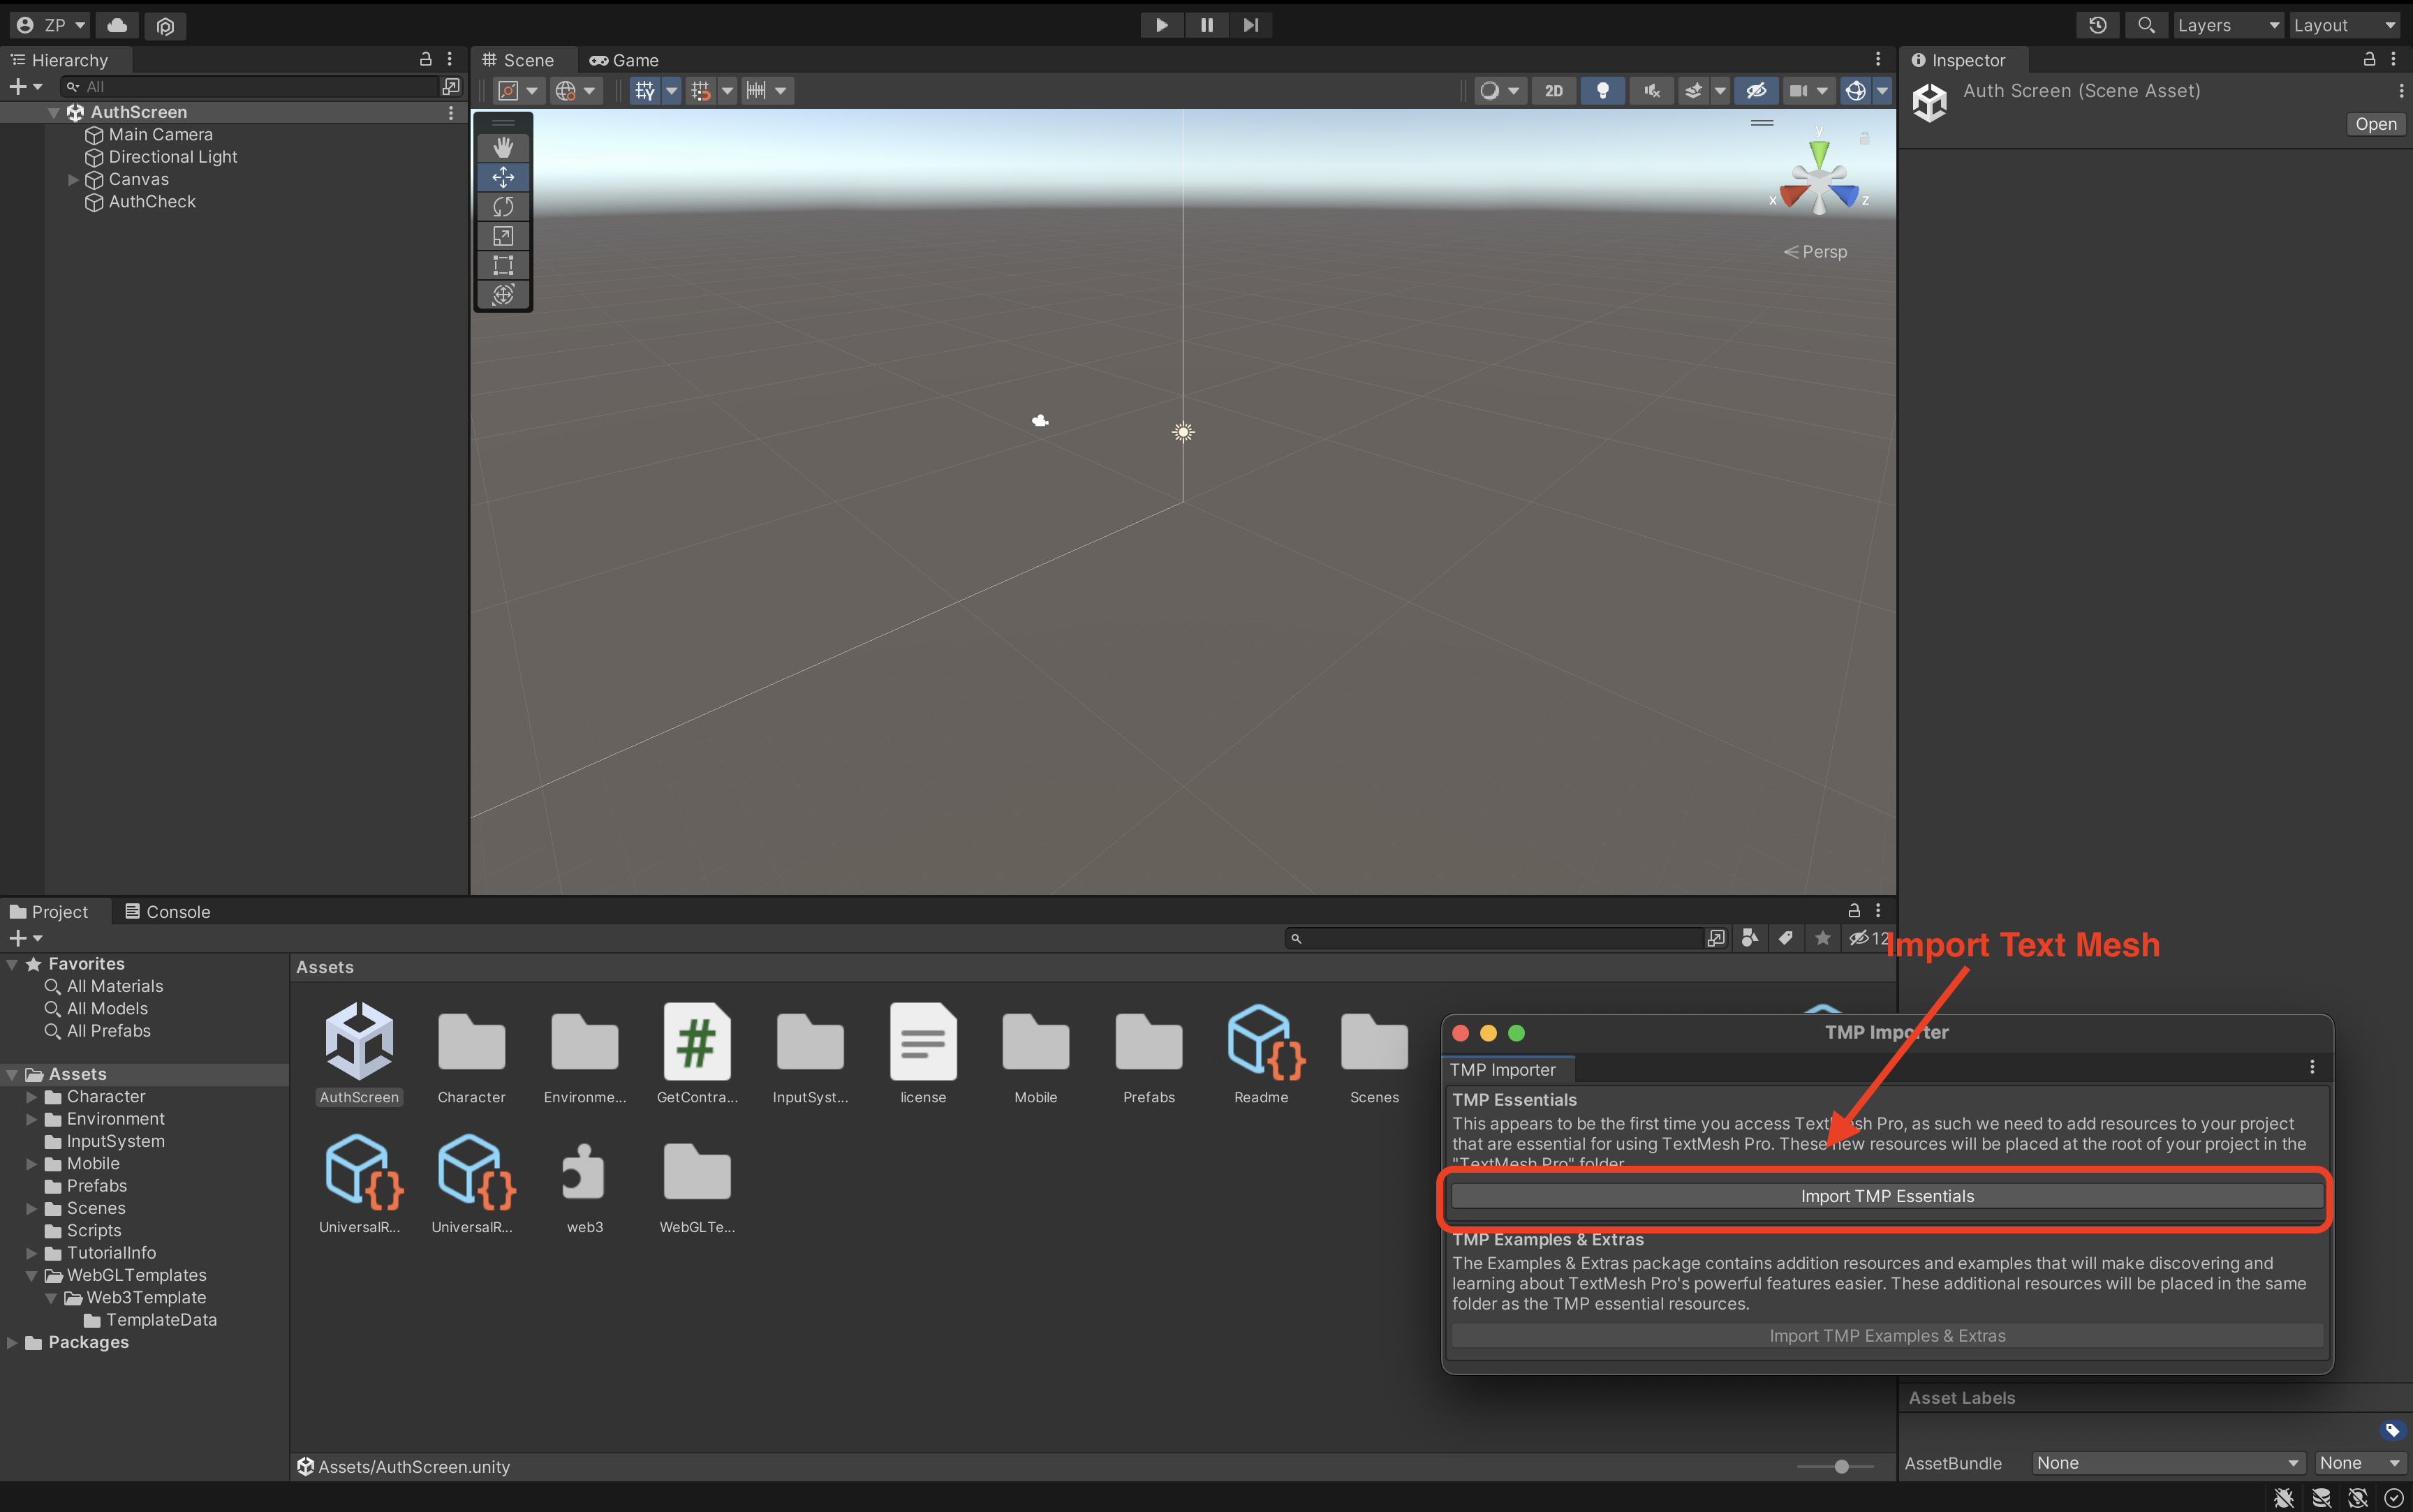 ZP
Layers
Layout
Hierarchy
All
AuthScreen
Main Camera
Directional Light
Canvas
AuthCheck
Scene
Game
2D
y
x
z
Persp
Inspector
Auth Screen (Scene Asset)
Open
Project
Console
12
Import Text Mesh
Favorites
All Materials
All Models
All Prefabs
Assets
Character
Environment
InputSystem
Mobile
Prefabs
Scenes
Scripts
TutorialInfo
WebGLTemplates
Web3Template
TemplateData
Packages
Assets
AuthScreen
Character
Environme...
GetContra...
InputSyst...
license
Mobile
Prefabs
Readme
Scenes
UniversalR...
UniversalR...
web3
WebGLTe...
Assets/AuthScreen.unity
TMP Importer
TMP Importer
TMP Essentials
This appears to be the first time you access TextMesh Pro, as such we need to add resources to your project
that are essential for using TextMesh Pro. These new resources will be placed at the root of your project in the
"TextMesh Pro" folder.
Import TMP Essentials
TMP Examples & Extras
The Examples & Extras package contains addition resources and examples that will make discovering and
learning about TextMesh Pro's powerful features easier. These additional resources will be placed in the same
folder as the TMP essential resources.
Import TMP Examples & Extras
Asset Labels
AssetBundle
None
None